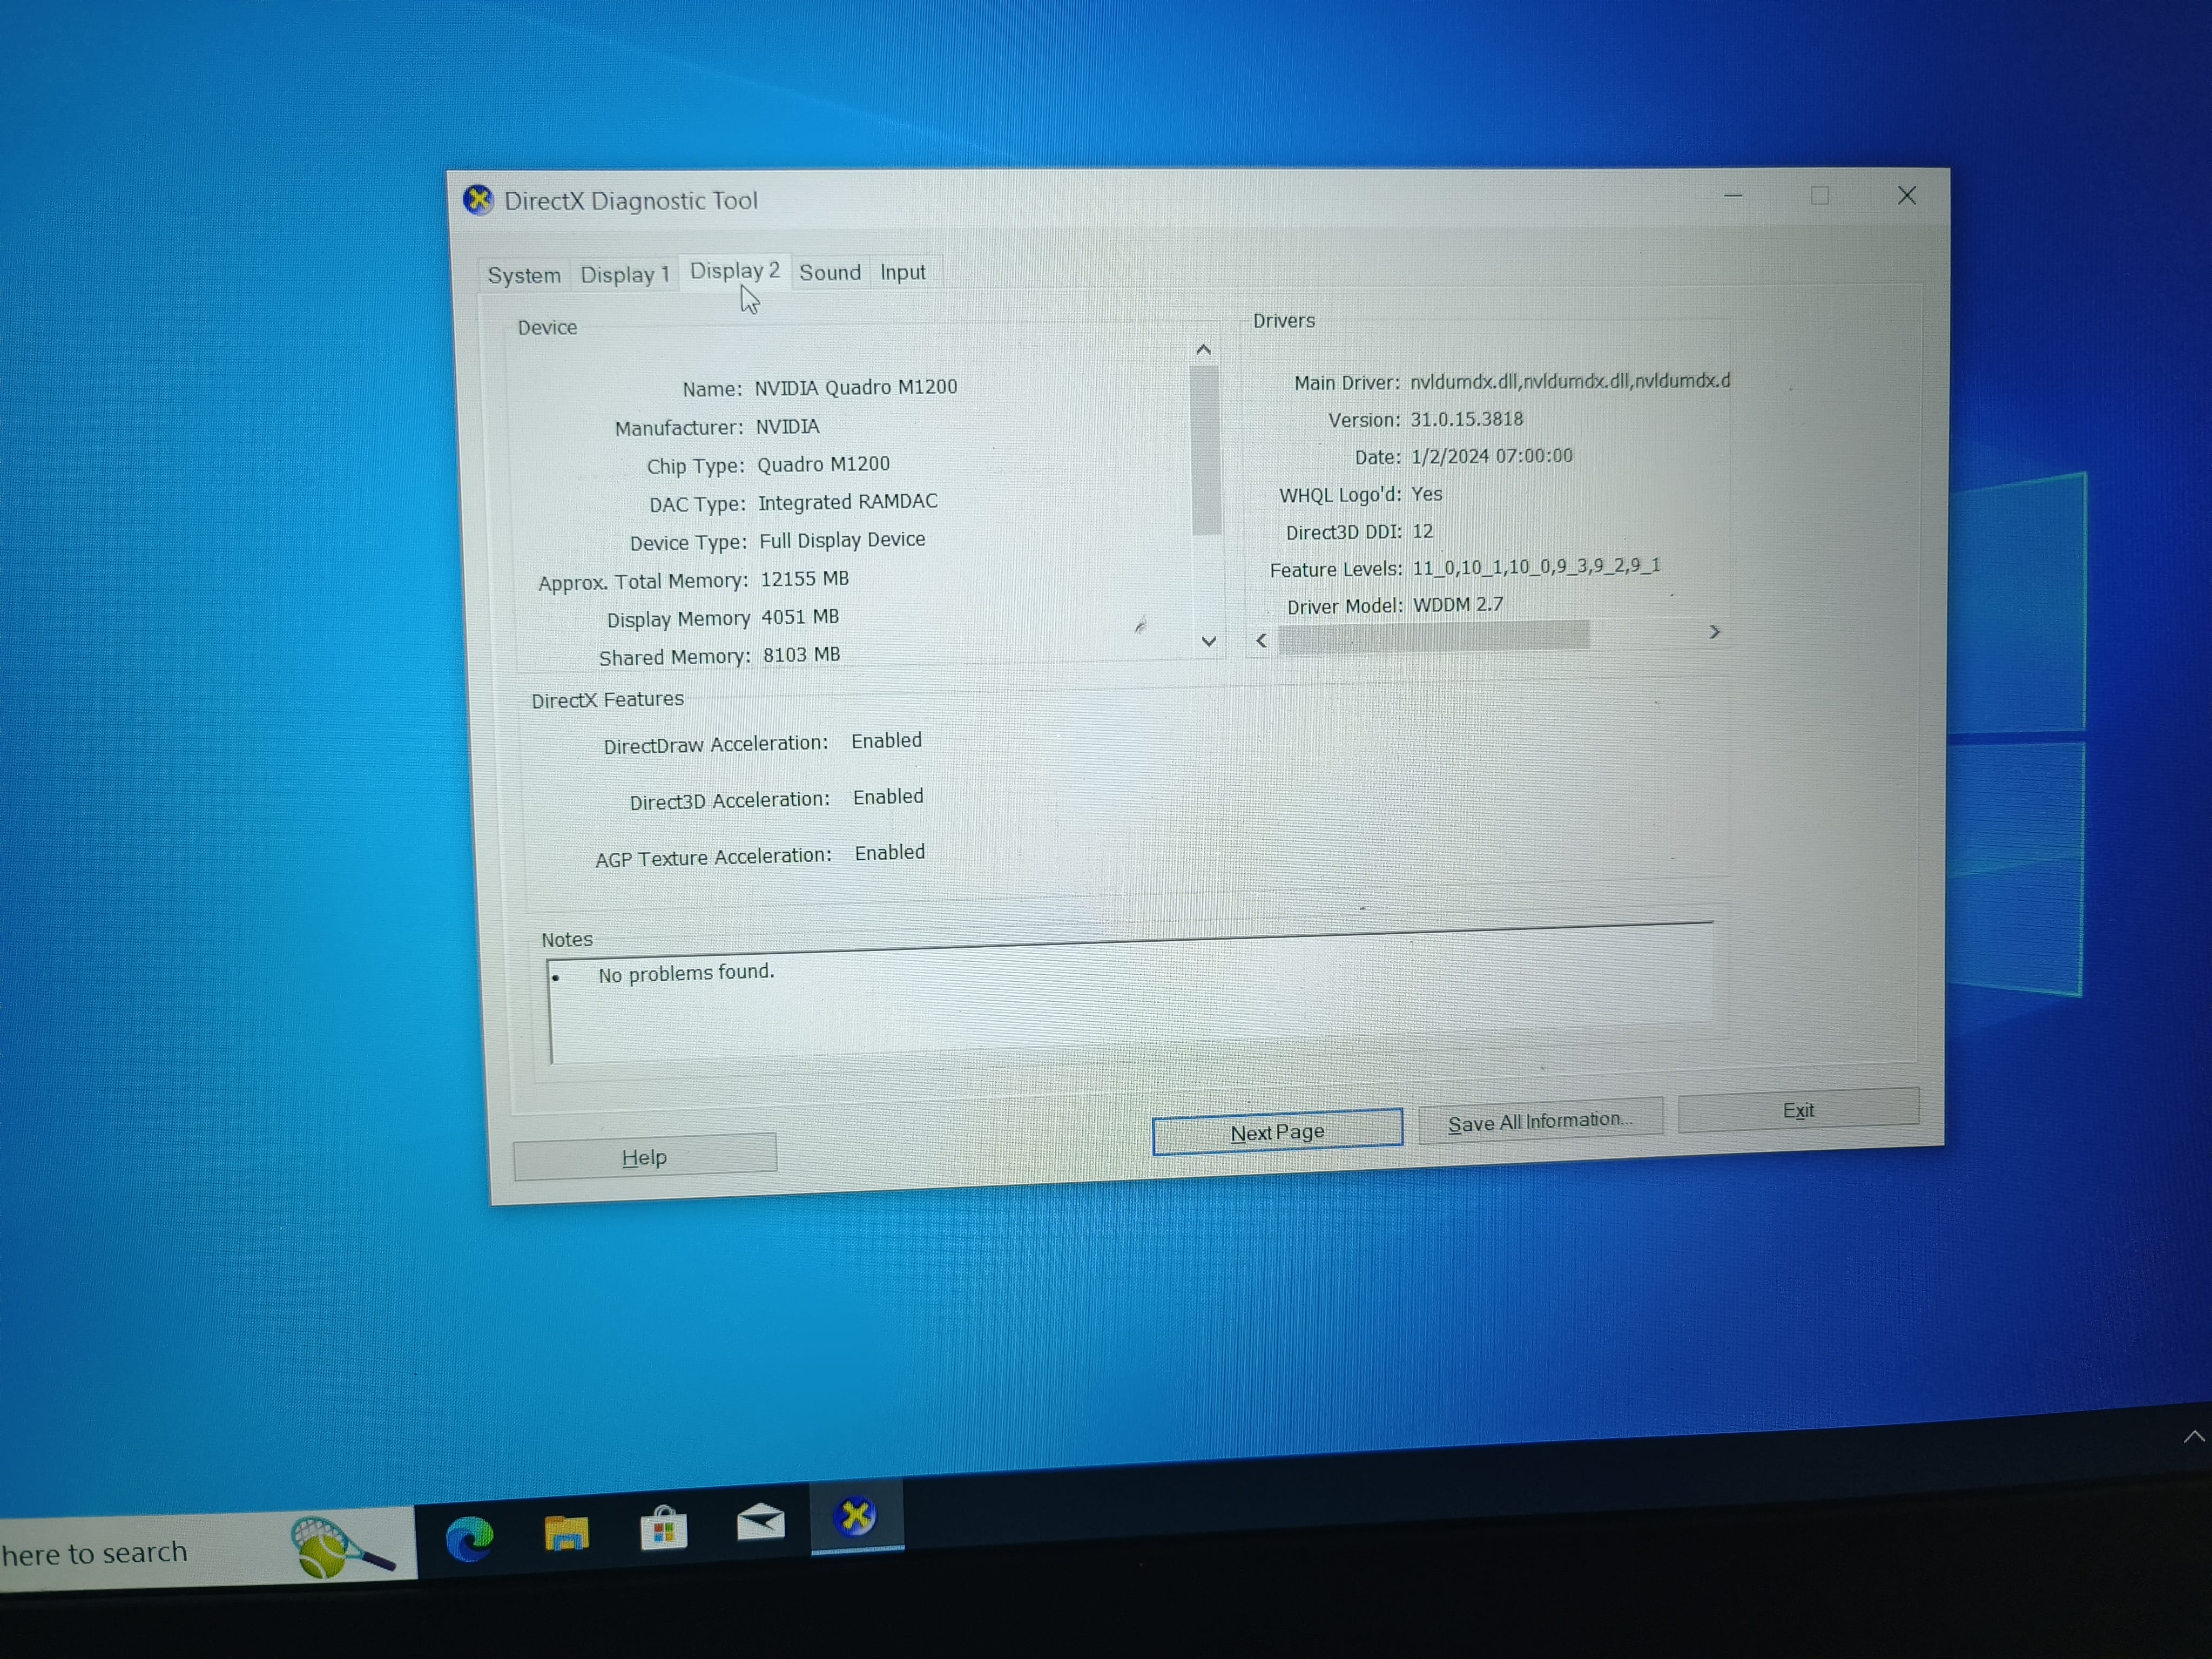 DirectX Diagnostic Tool
System Display 1 Display 2 Sound Input
Device
Name: NVIDIA Quadro M1200
Manufacturer: NVIDIA
Chip Type: Quadro M1200
DAC Type: Integrated RAMDAC
Device Type: Full Display Device
Approx. Total Memory: 12155 MB
Display Memory 4051 MB
Shared Memory: 8103 MB
Drivers
Main Driver: nvldumdx.dll,nvldumdx.dll,nvldumdx.d
Version: 31.0.15.3818
Date: 1/2/2024 07:00:00
WHQL Logo'd: Yes
Direct3D DDI: 12
Feature Levels: 11_0,10_1,10_0,9_3,9_2,9_1
Driver Model: WDDM 2.7
DirectX Features
DirectDraw Acceleration: Enabled
Direct3D Acceleration: Enabled
AGP Texture Acceleration: Enabled
Notes
• No problems found.
Help
Next Page
Save All Information...
Exit
here to search